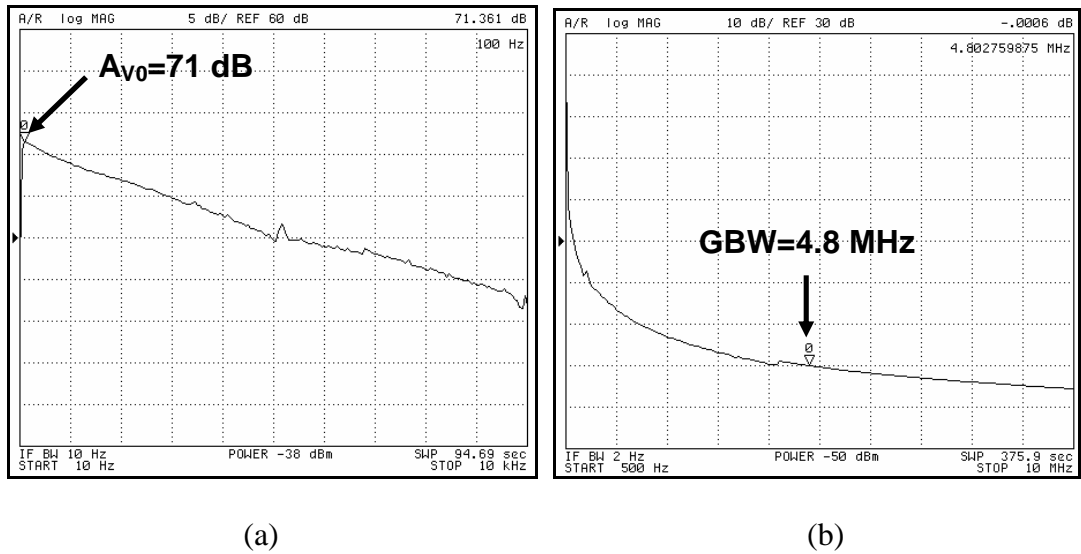 A/R log MAG 5 dB/ REF 60 dB 71.361 dB
100 Hz
A_V0=71 dB
0
IF BW 10 Hz POWER -38 dBm SWP 94.69 sec
START 10 Hz STOP 10 kHz
(a)
A/R log MAG 10 dB/ REF 30 dB -.0006 dB
4.802759875 MHz
GBW=4.8 MHz
0
IF BW 2 Hz POWER -50 dBm SWP 375.9 sec
START 500 Hz STOP 10 MHz
(b)